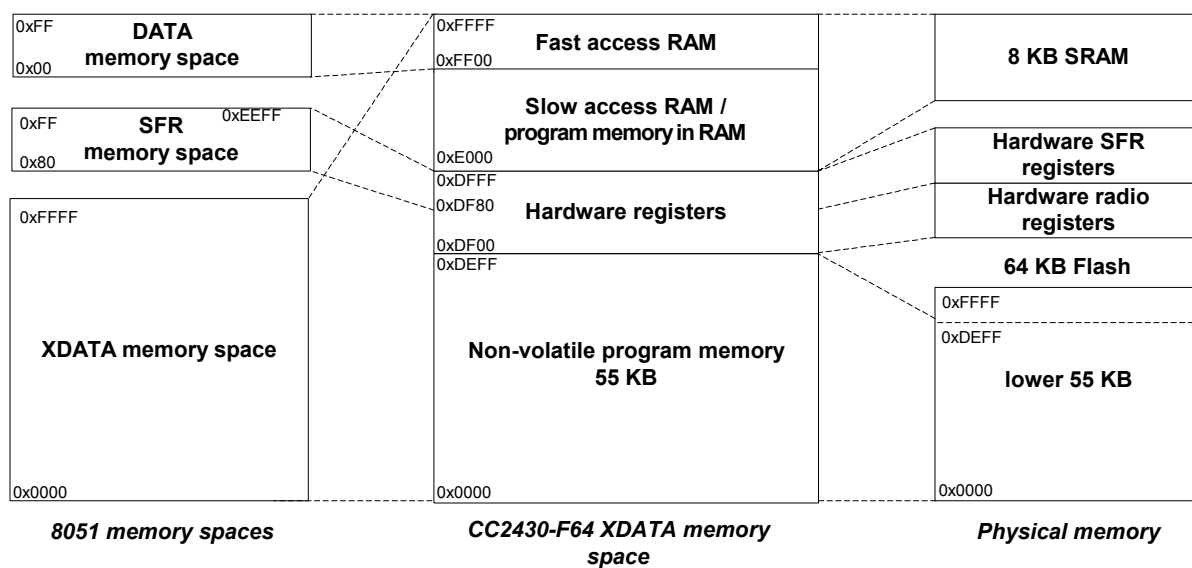 0xFF
DATA
memory space
0x00
0xFF
SFR
0xEEFF
memory space
0x80
0xFFFF
XDATA memory space
0x0000
8051 memory spaces
0xFFFF
Fast access RAM
0xFF00
Slow access RAM /
program memory in RAM
0xE000
0xDFFF
0xDF80
Hardware registers
0xDF00
0xDEFF
Non-volatile program memory
55 KB
0x0000
CC2430-F64 XDATA memory
space
8 KB SRAM
Hardware SFR
registers
Hardware radio
registers
64 KB Flash
0xFFFF
0xDEFF
lower 55 KB
0x0000
Physical memory